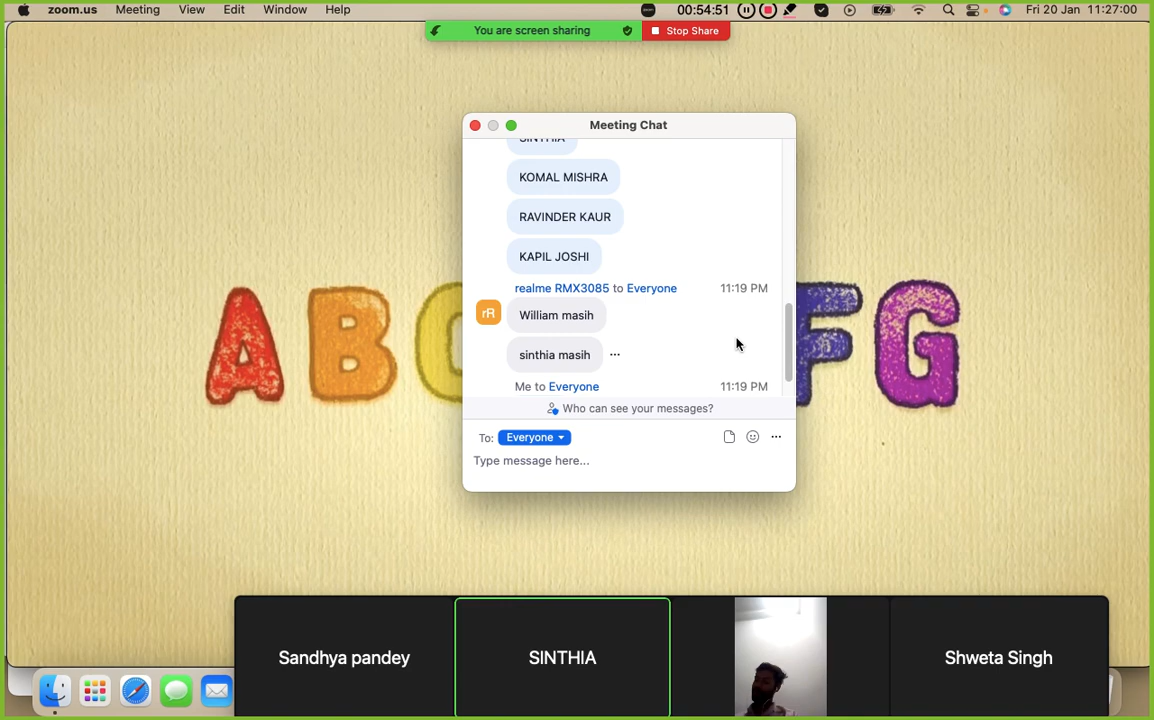 zoom.us Meeting View Edit Window Help 00:54:51 Fri 20 Jan 11:27:00
You are screen sharing Stop Share
Meeting Chat
SINTHIA
KOMAL MISHRA
RAVINDER KAUR
KAPIL JOSHI
realme RMX3085 to Everyone 11:19 PM
rR William masih
sinthia masih
Me to Everyone 11:19 PM
Who can see your messages?
To: Everyone
Type message here...
A B C F G
Sandhya pandey SINTHIA Shweta Singh